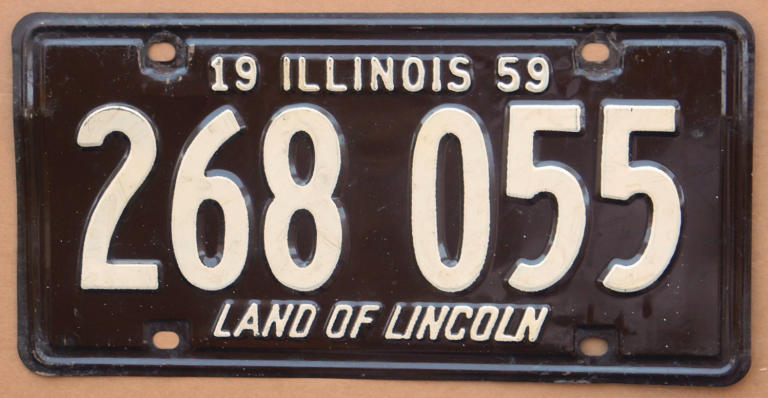 19 ILLINOIS 59
268 055
LAND OF LINCOLN